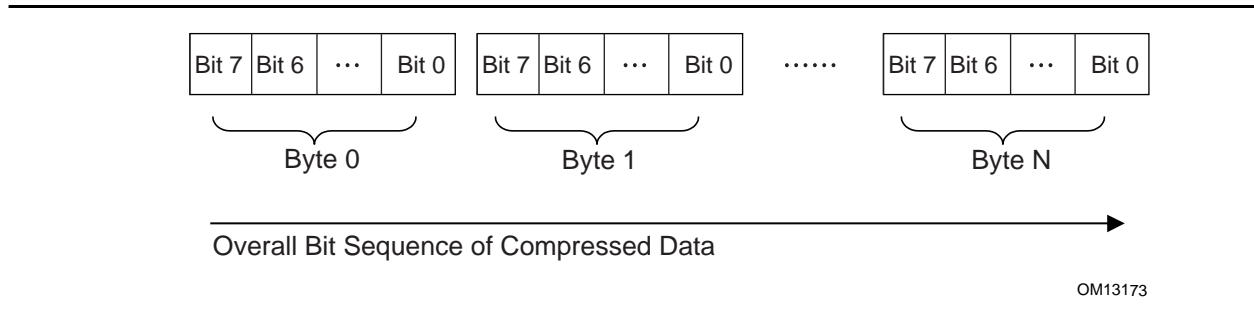 Bit 7 Bit 6 ··· Bit 0 Bit 7 Bit 6 ··· Bit 0 ······ Bit 7 Bit 6 ··· Bit 0
Byte 0 Byte 1 Byte N
Overall Bit Sequence of Compressed Data
OM13173